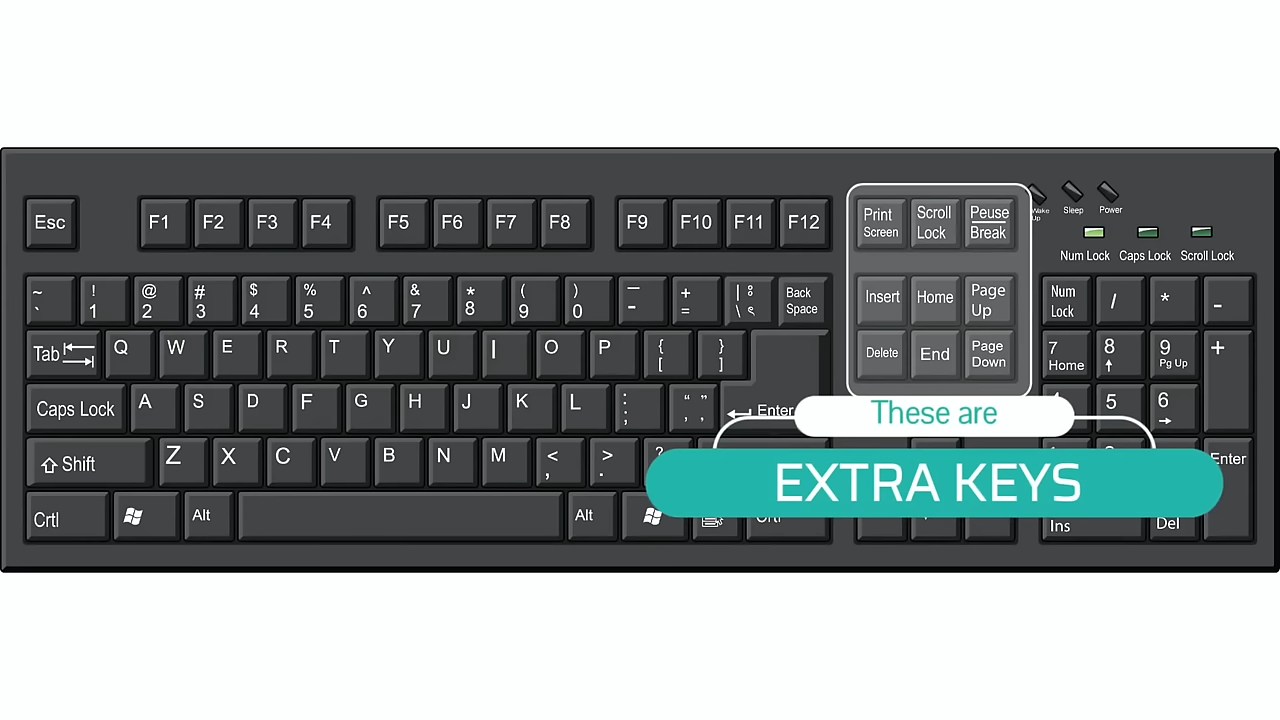 Esc F1 F2 F3 F4 F5 F6 F7 F8 F9 F10 F11 F12
Print Screen
Scroll Lock
Peuse Break
Wake Up
Sleep
Power
Num Lock
Caps Lock
Scroll Lock
~ ! @ # $ % ^ & * ( ) — +
` 1 2 3 4 5 6 7 8 9 0 - = \
Back Space
Insert
Home
Page Up
Num Lock
/ * -
Tab Q W E R T Y U I O P { [ } ]
Delete
End
Page Down
7 Home
8 ↑
9 Pg Up
+
Caps Lock A S D F G H J K L : ; “ ” , ,
Enter
5
6 →
These are
⇧ Shift Z X C V B N M < , > . ?
EXTRA KEYS
Enter
Crtl Alt Alt
Ins
Del